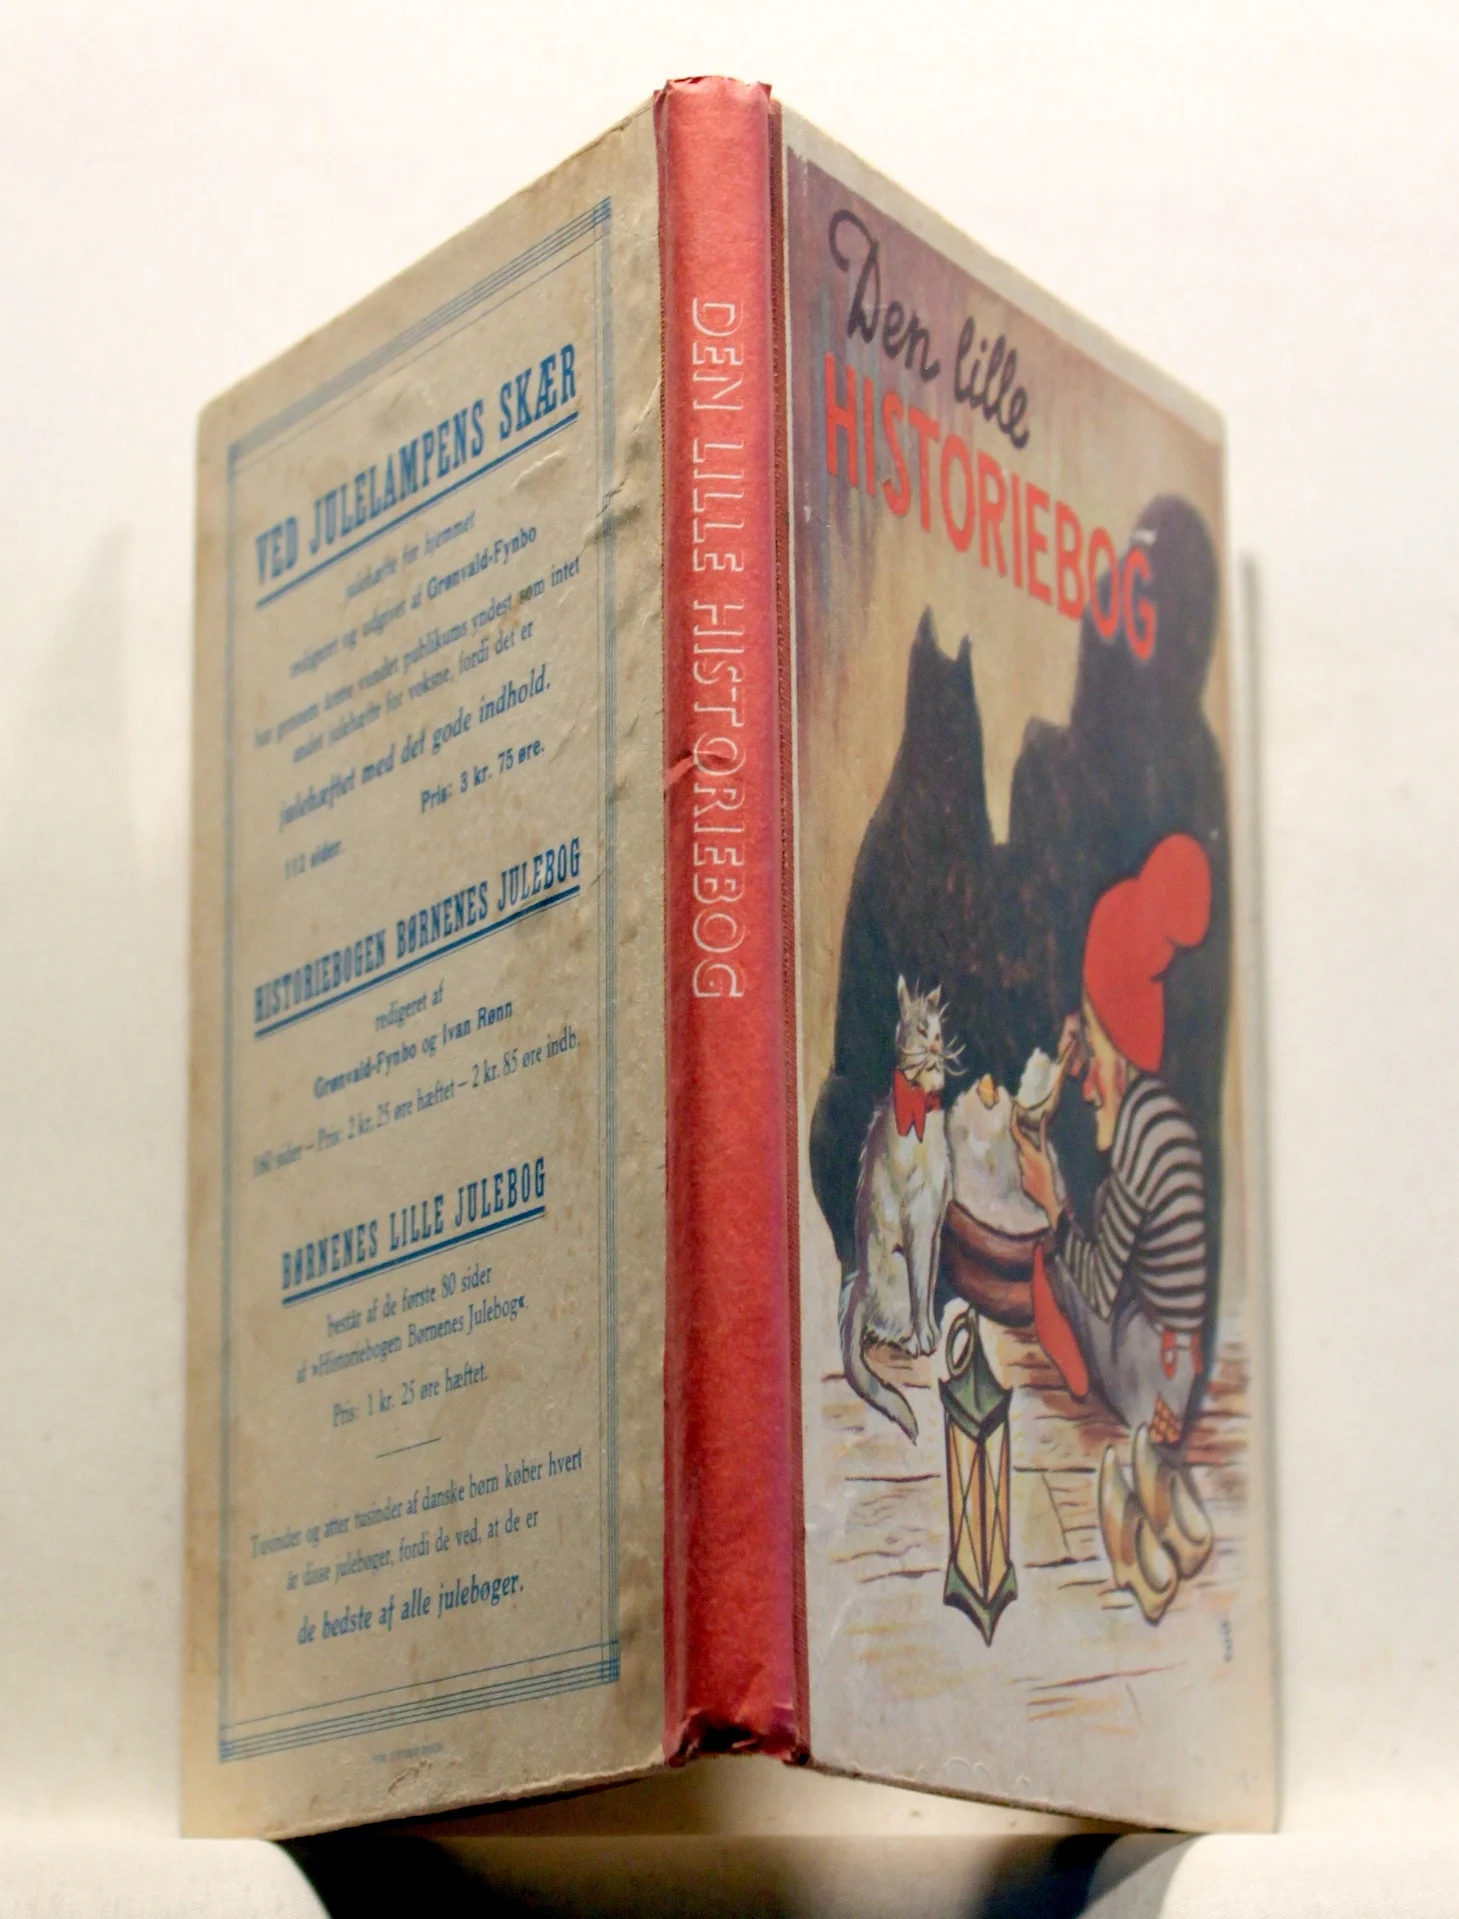 VED JULELAMPENS SKÆR
julehæfte for hjemmet
redigeret og udgivet af Grønvald-Fynbo
har gennem årene vundet publikums yndest som intet
andet julehæfte for voksne, fordi det er
julehæftet med det gode indhold.
112 sider. Pris: 3 kr. 75 øre.
HISTORIEBOGEN BØRNENES JULEBOG
redigeret af
Grønvald-Fynbo og Ivan Rønn
160 sider – Pris: 2 kr. 25 øre hæftet – 2 kr. 85 øre indb.
BØRNENES LILLE JULEBOG
består af de første 80 sider
af »Historiebogen Børnenes Julebog«.
Pris: 1 kr. 25 øre hæftet.
Tusinder og atter tusinder af danske børn køber hvert
år disse julebøger, fordi de ved, at de er
de bedste af alle julebøger.
DEN LILLE HISTORIEBOG
Den lille
HISTORIEBOG